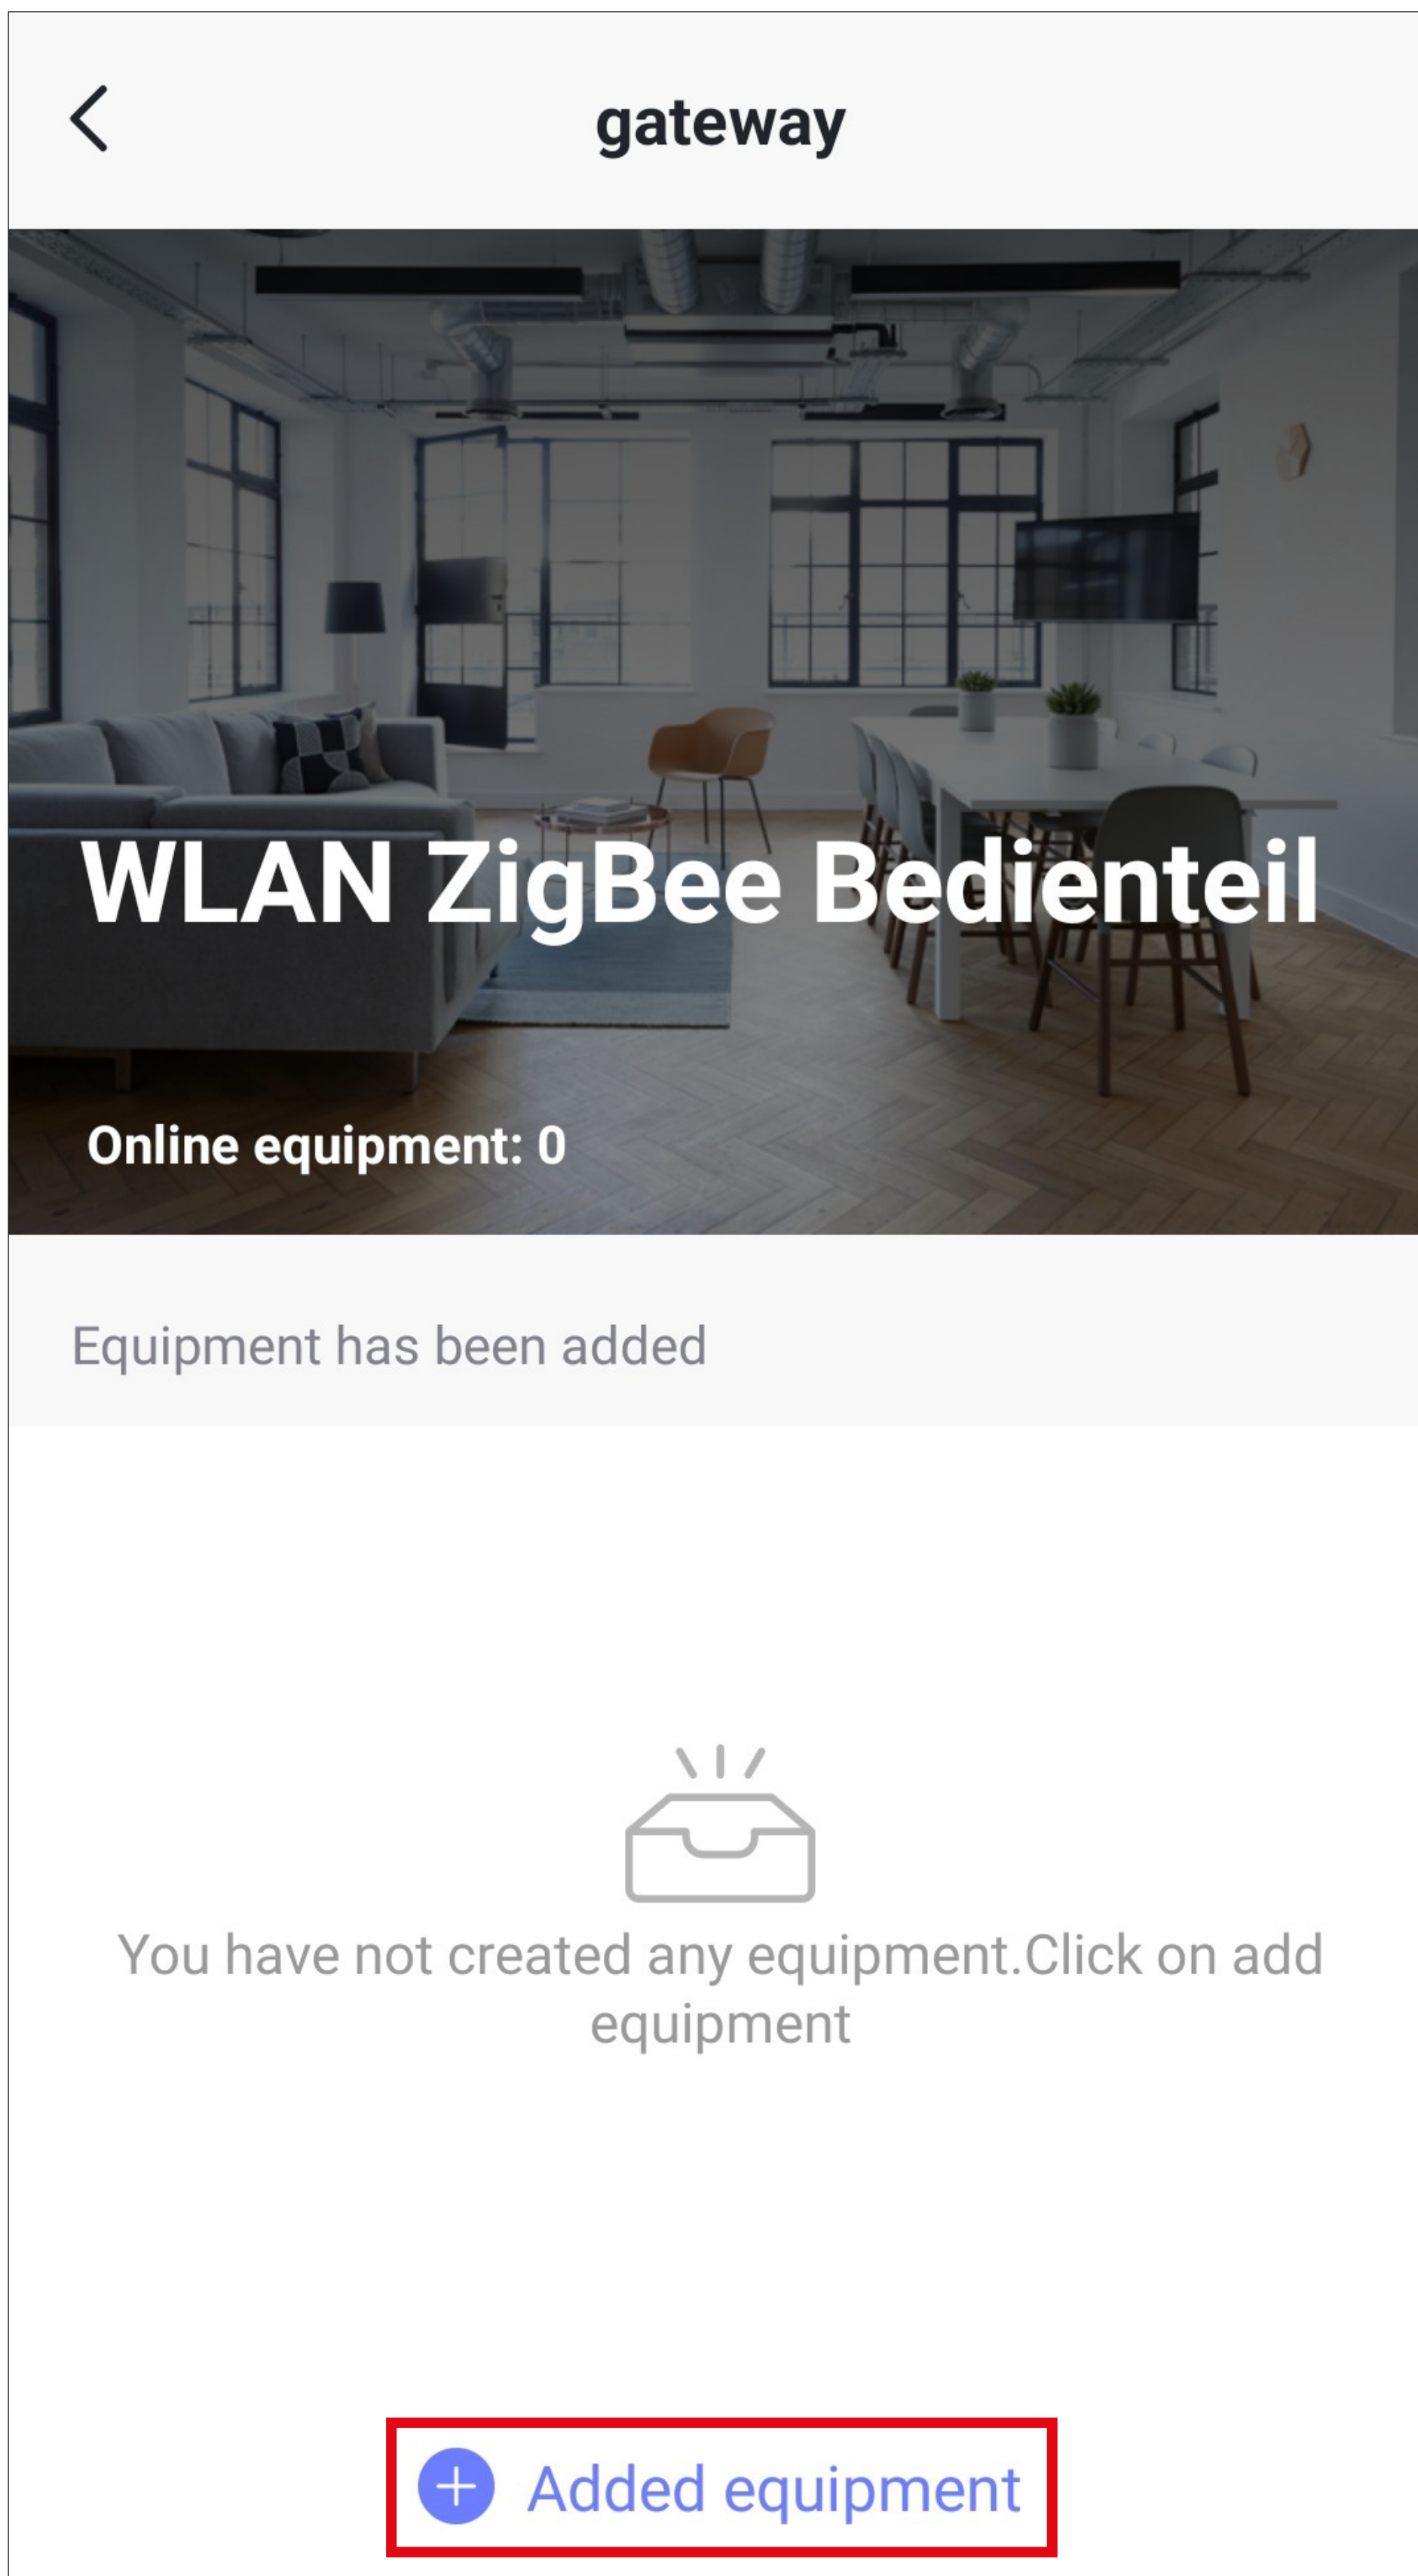 gateway
WLAN ZigBee Bedienteil
Online equipment: 0
Equipment has been added
You have not created any equipment.Click on add
equipment
Added equipment